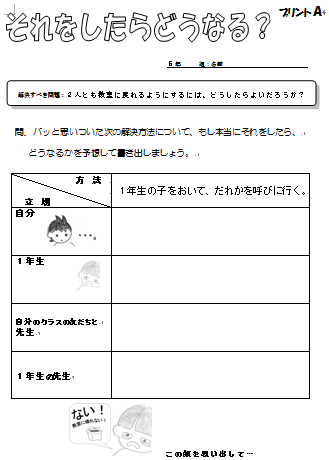 それをしたらどうなる？
プリントA
5年　組：名前
解決すべき問題：2人とも教室に戻れるようにするには、どうしたらよいだろうか？
問．パッと思いついた次の解決方法について、もし本当にそれをしたら、
どうなるかを予想して書き出しましょう。
方　法
立　場
1年生の子をおいて、だれかを呼びに行く。
自分
1年生
自分のクラスの友だちと
先生
1年生の先生
ない！
教室に帰れない！
この顔を思い出して…